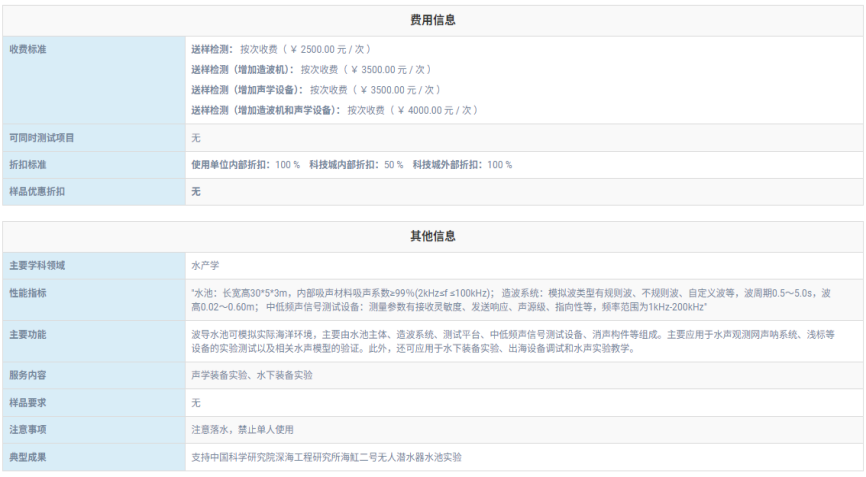 费用信息
收费标准
送样检测： 按次收费（ ¥ 2500.00 元 / 次 ）
送样检测（增加造波机）： 按次收费（ ¥ 3500.00 元 / 次 ）
送样检测（增加声学设备）： 按次收费（ ¥ 3500.00 元 / 次 ）
送样检测（增加造波机和声学设备）： 按次收费（ ¥ 4000.00 元 / 次 ）
可同时测试项目 无
折扣标准 使用单位内部折扣： 100 % 科技城内部折扣： 50 % 科技城外部折扣： 100 %
样品优惠折扣 无
其他信息
主要学科领域 水产学
性能指标 "水池：长宽高30*5*3m，内部吸声材料吸声系数≥99%(2kHz≤f ≤100kHz)； 造波系统：模拟波类型有规则波、不规则波、自定义波等，波周期0.5～5.0s，波
高0.02～0.60m； 中低频声信号测试设备：测量参数有接收灵敏度、发送响应、声源级、指向性等，频率范围为1kHz-200kHz"
主要功能 波导水池可模拟实际海洋环境，主要由水池主体、造波系统、测试平台、中低频声信号测试设备、消声构件等组成。主要应用于水声观测网声呐系统、浅标等
设备的实验测试以及相关水声模型的验证。此外，还可应用于水下装备实验、出海设备调试和水声实验教学。
服务内容 声学装备实验、水下装备实验
样品要求 无
注意事项 注意落水，禁止单人使用
典型成果 支持中国科学研究院深海工程研究所海魟二号无人潜水器水池实验